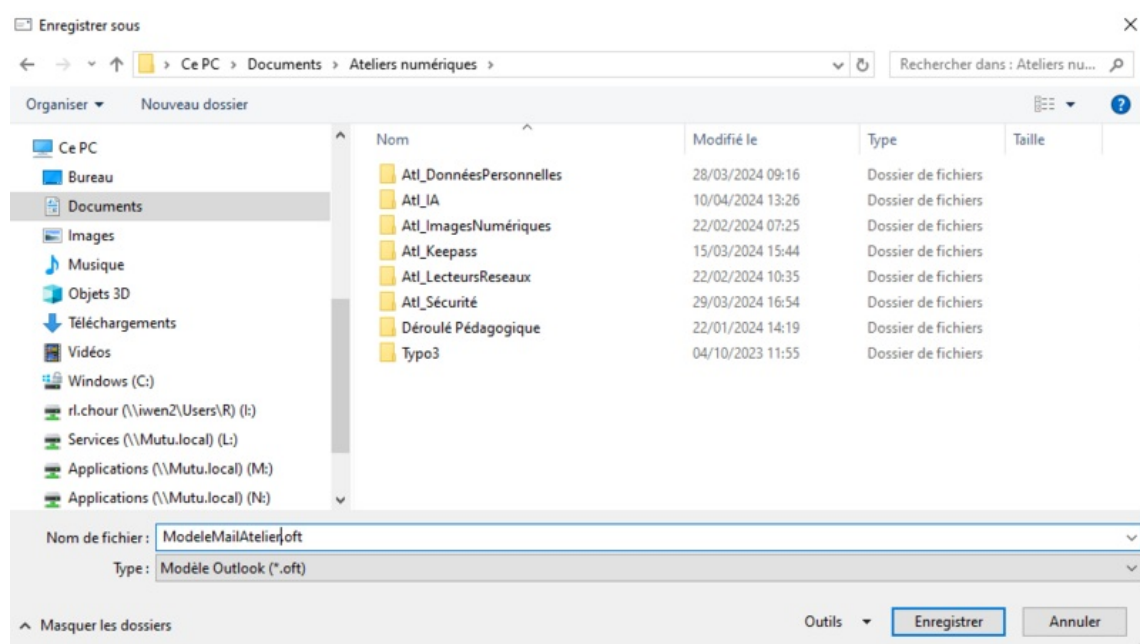 Enregistrer sous
Ce PC > Documents > Ateliers numériques >
Rechercher dans : Ateliers nu...
Organiser
Nouveau dossier
Ce PC
Bureau
Documents
Images
Musique
Objets 3D
Téléchargements
Vidéos
Windows (C:)
rl.chour (\\iwen2\Users\R) (I:)
Services (\\Mutu.local) (L:)
Applications (\\Mutu.local) (M:)
Applications (\\Mutu.local) (N:)
Nom Modifié le Type Taille
Atl_DonnéesPersonnelles 28/03/2024 09:16 Dossier de fichiers
Atl_IA 10/04/2024 13:26 Dossier de fichiers
Atl_ImagesNumériques 22/02/2024 07:25 Dossier de fichiers
Atl_Keepass 15/03/2024 15:44 Dossier de fichiers
Atl_LecteursReseaux 22/02/2024 10:35 Dossier de fichiers
Atl_Sécurité 29/03/2024 16:54 Dossier de fichiers
Déroulé Pédagogique 22/01/2024 14:19 Dossier de fichiers
Typo3 04/10/2023 11:55 Dossier de fichiers
Nom de fichier : ModeleMailAtelier.oft
Type : Modèle Outlook (*.oft)
Masquer les dossiers
Outils
Enregistrer
Annuler